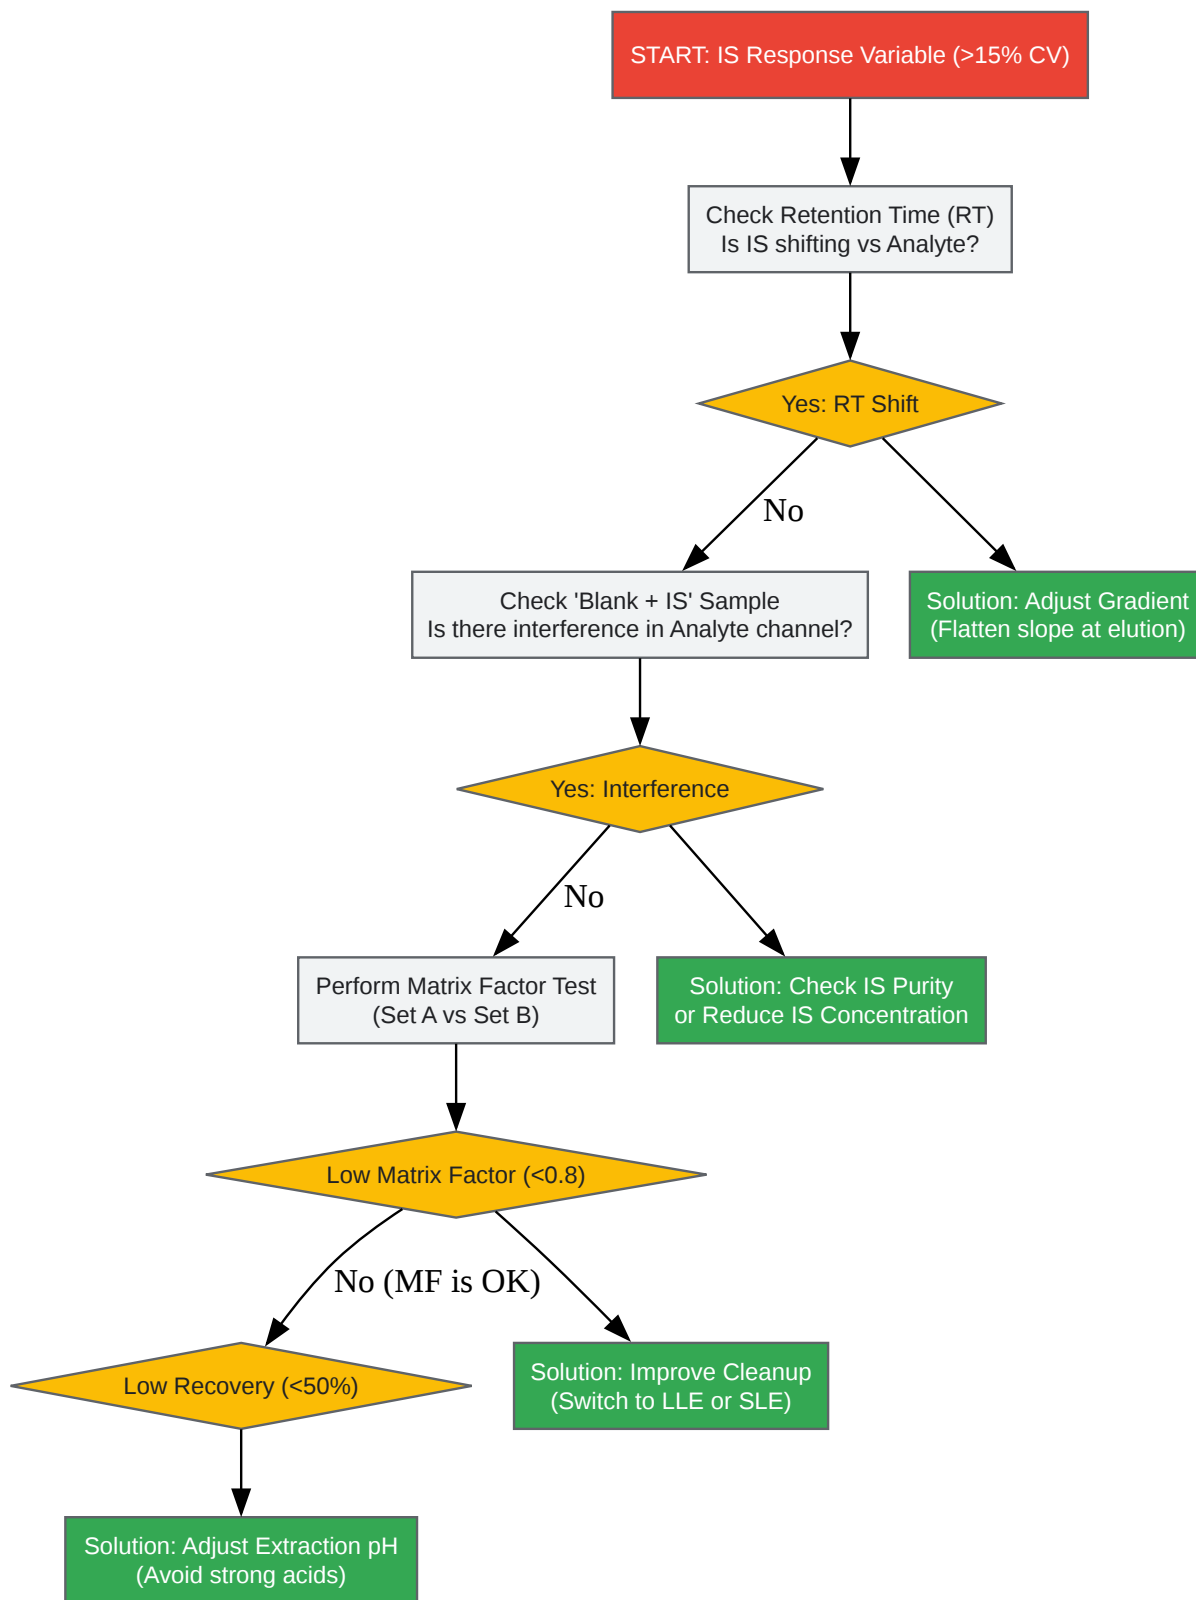 START: IS Response Variable (>15% CV)
Check Retention Time (RT)
Is IS shifting vs Analyte?
Yes: RT Shift
No
Check 'Blank + IS' Sample
Is there interference in Analyte channel?
Solution: Adjust Gradient
(Flatten slope at elution)
Yes: Interference
No
Perform Matrix Factor Test
(Set A vs Set B)
Solution: Check IS Purity
or Reduce IS Concentration
Low Matrix Factor (<0.8)
No (MF is OK)
Low Recovery (<50%)
Solution: Improve Cleanup
(Switch to LLE or SLE)
Solution: Adjust Extraction pH
(Avoid strong acids)